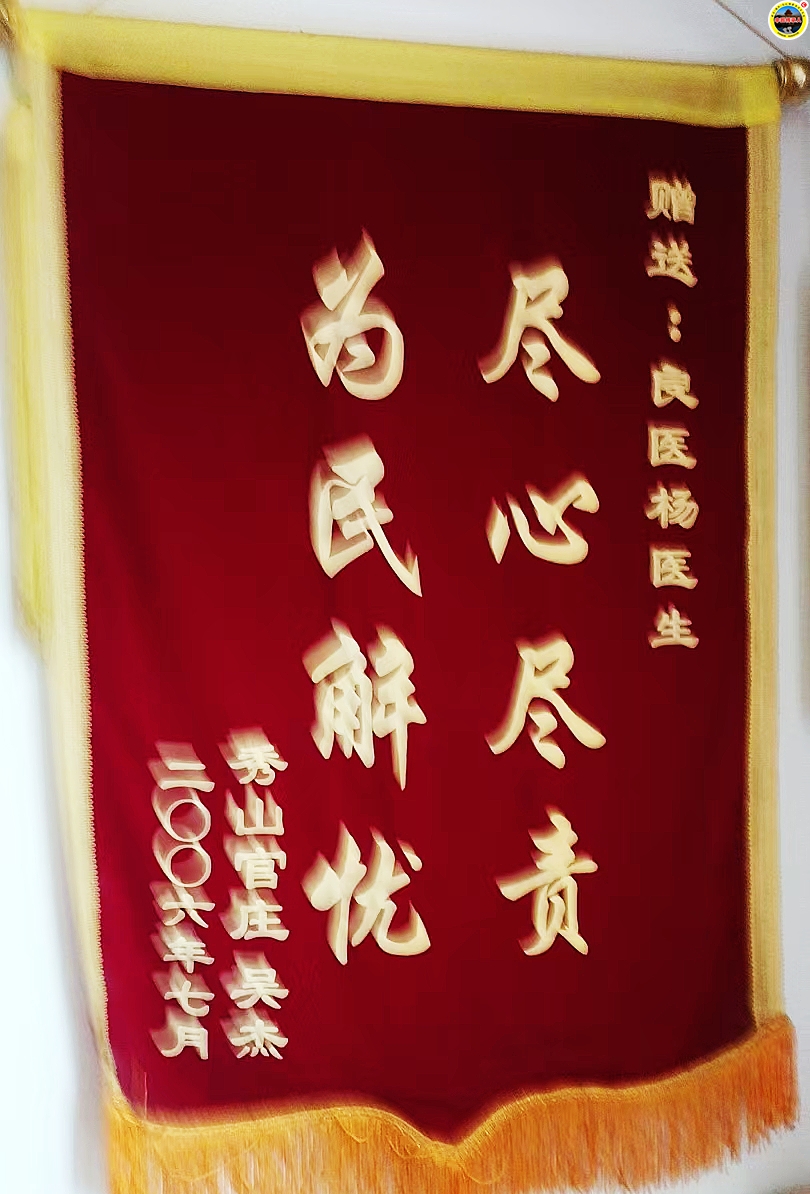 赠送：良医杨医生
尽心尽责
为民解忧
秀山官庄 吴杰
二〇〇六年七月